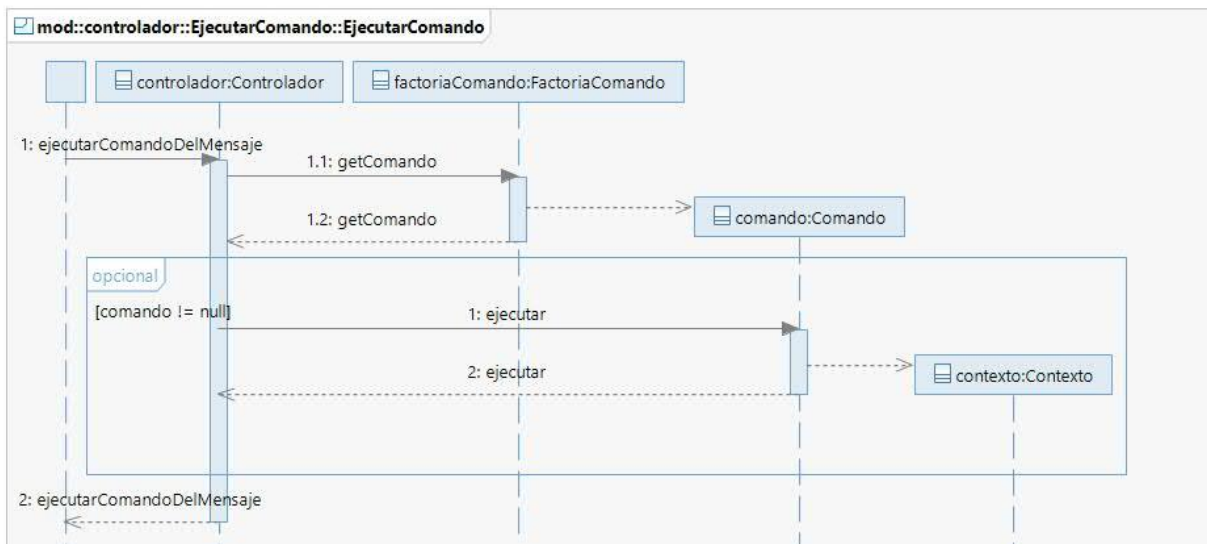 mod::controlador::EjecutarComando::EjecutarComando
controlador:Controlador
factoriaComando:FactoriaComando
1: ejecutarComandoDelMensaje
1.1: getComando
comando:Comando
1.2: getComando
opcional
[comando != null]
1: ejecutar
2: ejecutar
contexto:Contexto
2: ejecutarComandoDelMensaje